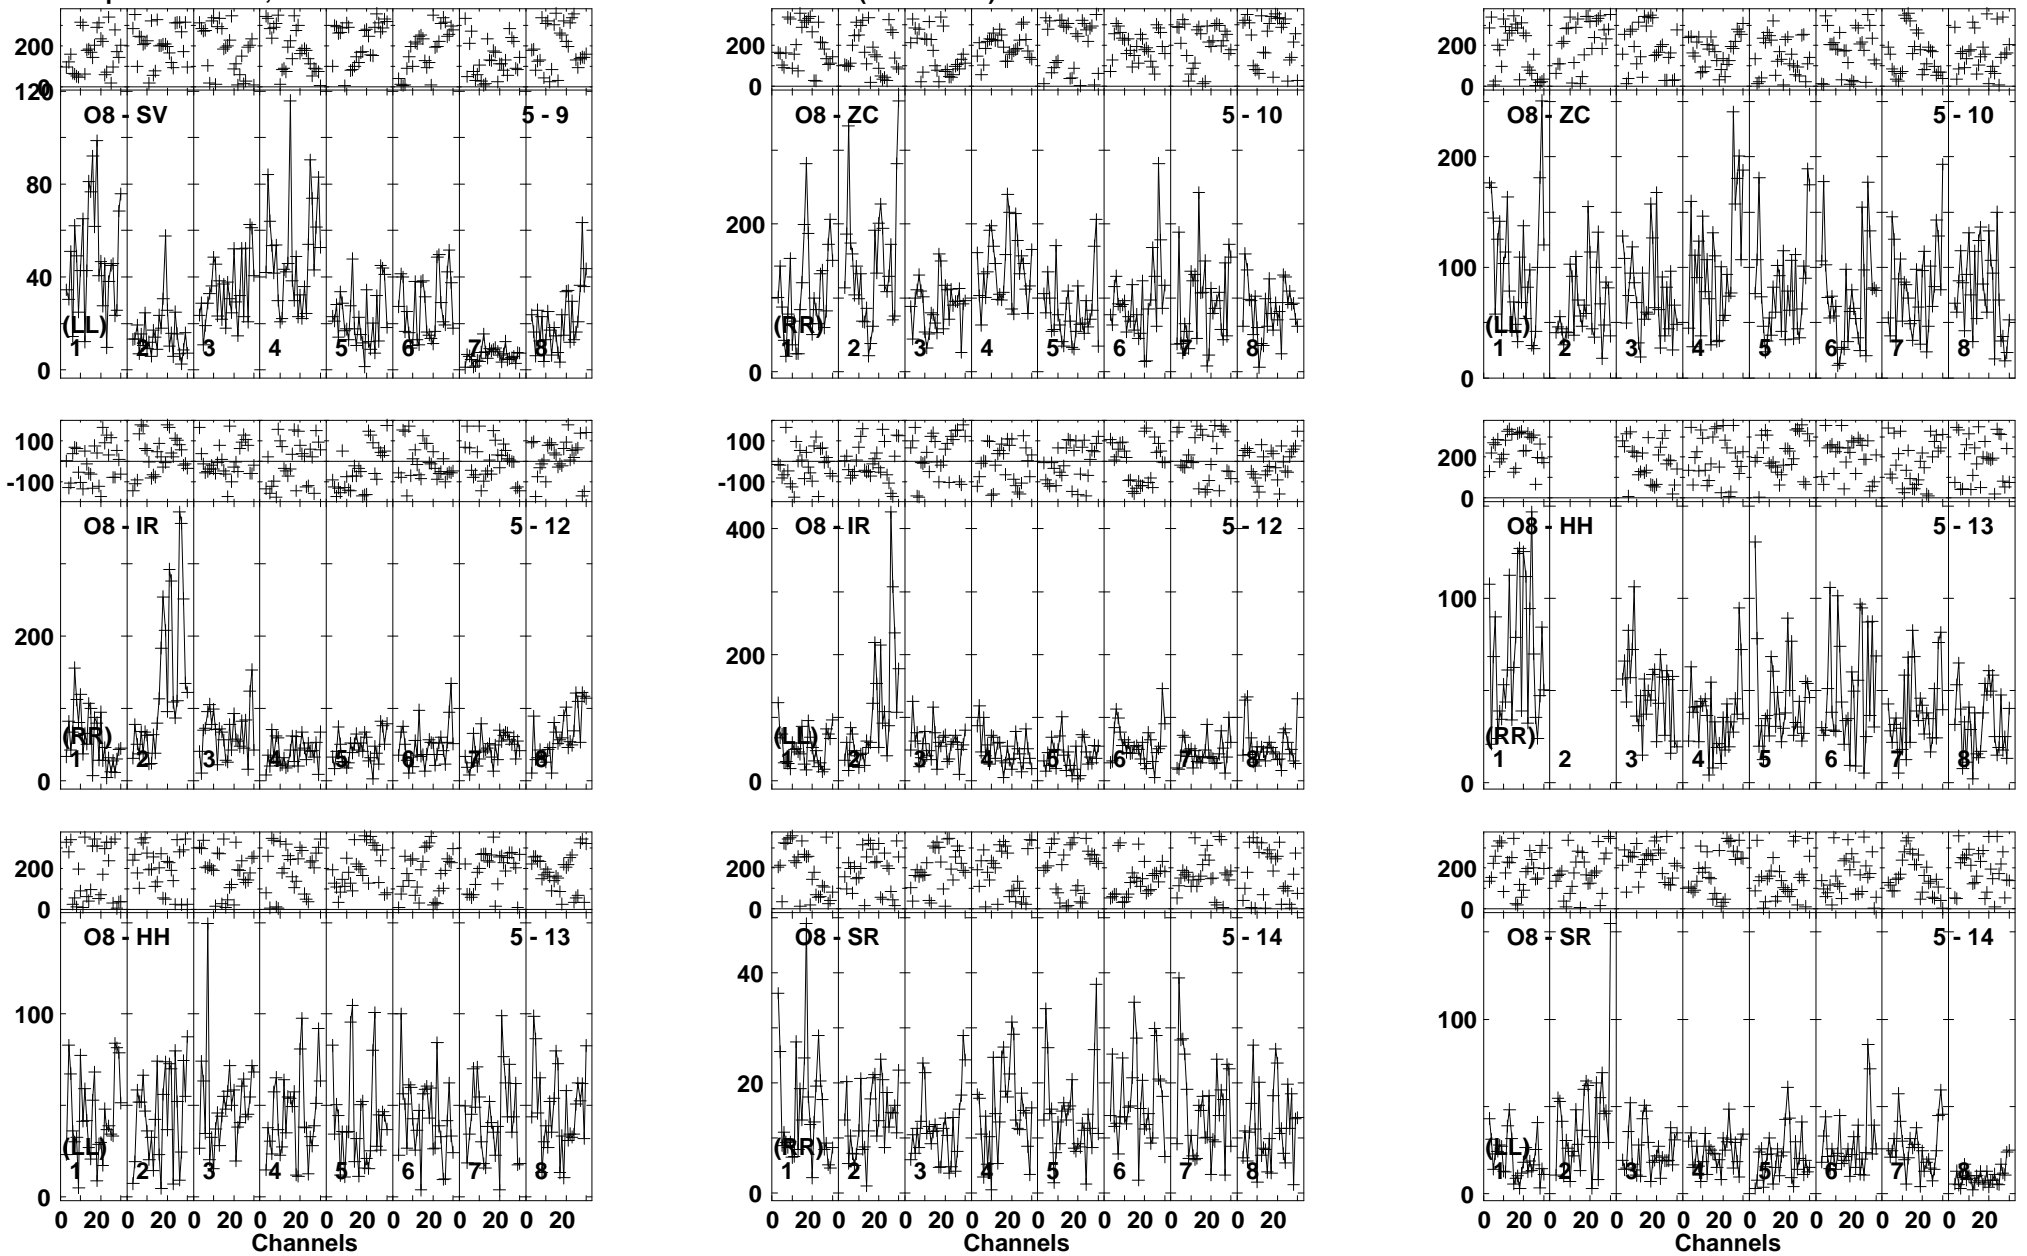 200 0 200 0 200 0
120 80 40 0
O8 - SV 5 - 9
(LL)
1 2 3 4 5 6 7 8
200 0
O8 - ZC 5 - 10
(RR)
1 2 3 4 5 6 7 8
200 100 0
O8 - ZC 5 - 10
(LL)
1 2 3 4 5 6 7 8
100 -100 100 -100 200 0
200 0
O8 - IR 5 - 12
(RR)
1 2 3 4 5 6 7 8
400 200 0
O8 - IR 5 - 12
(LL)
1 2 3 4 5 6 7 8
100 0
O8 - HH 5 - 13
(RR)
1 2 3 4 5 6 7 8
200 0 200 0 200 0
100 0
O8 - HH 5 - 13
(LL)
1 2 3 4 5 6 7 8
40 20 0
O8 - SR 5 - 14
(RR)
1 2 3 4 5 6 7 8
100 0
O8 - SR 5 - 14
(LL)
1 2 3 4 5 6 7 8
0 20 0 20 0 20 0 20 0 20 0 20 0 20 0 20
0 20 0 20 0 20 0 20 0 20 0 20 0 20 0 20
0 20 0 20 0 20 0 20 0 20 0 20 0 20 0 20
Channels Channels Channels